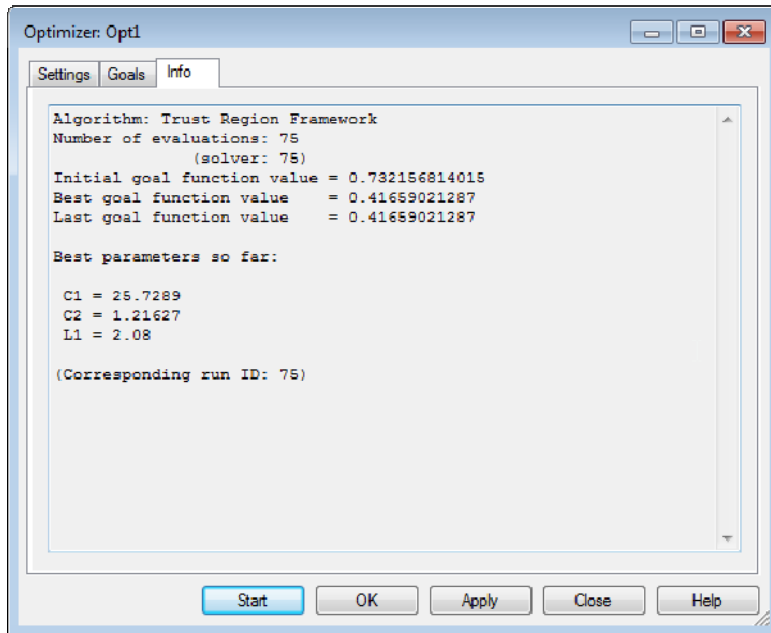 Optimizer: Opt1
Settings Goals Info
Algorithm: Trust Region Framework
Number of evaluations: 75
(solver: 75)
Initial goal function value = 0.732156814015
Best goal function value = 0.41659021287
Last goal function value = 0.41659021287
Best parameters so far:
C1 = 25.7289
C2 = 1.21627
L1 = 2.08
(Corresponding run ID: 75)
Start OK Apply Close Help